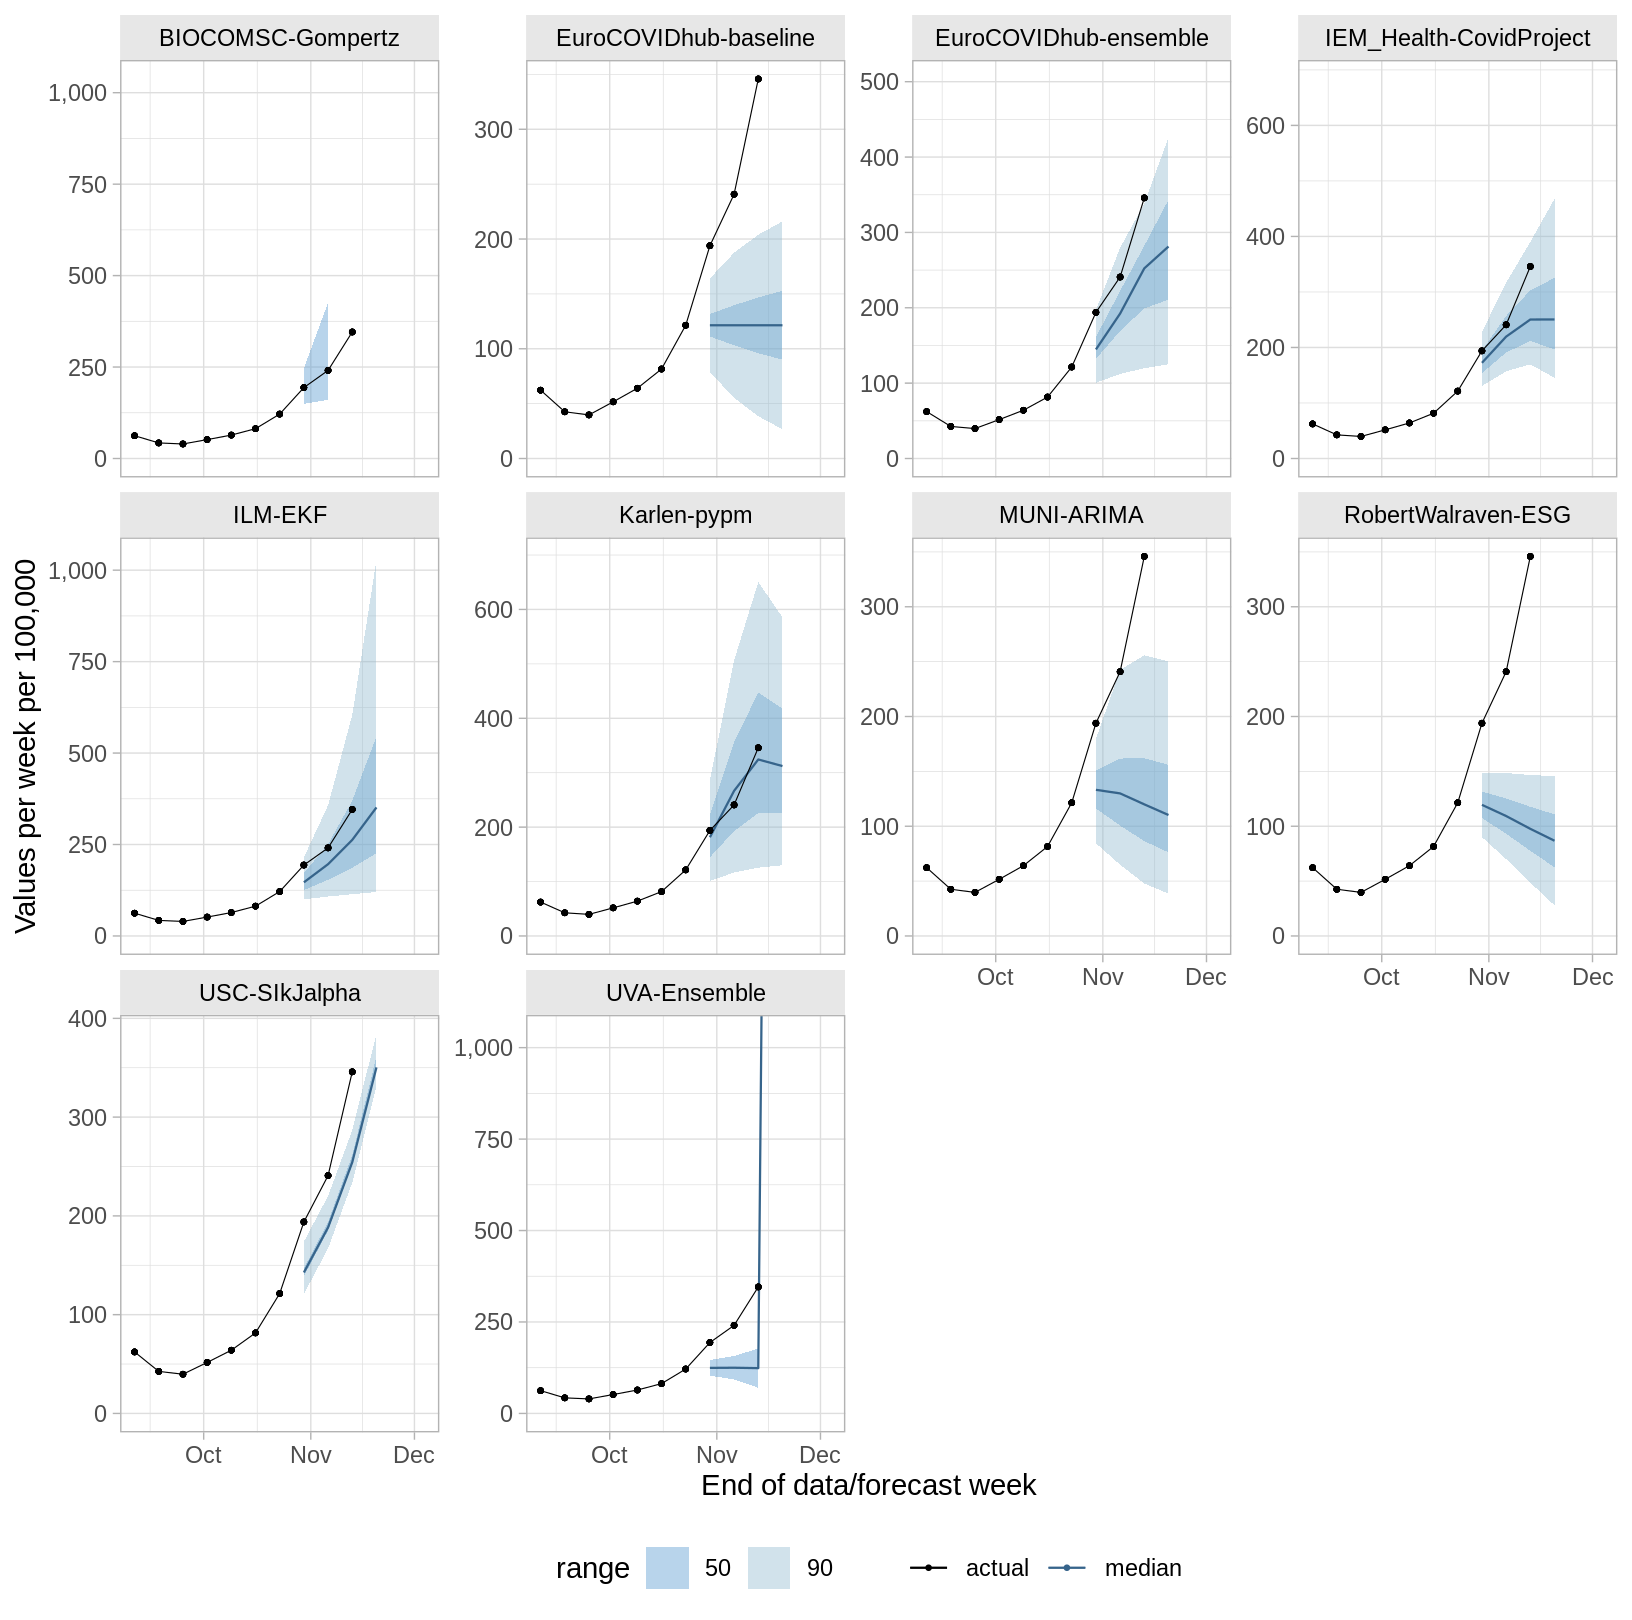 BIOCOMSC-Gompertz
EuroCOVIDhub-baseline
EuroCOVIDhub-ensemble
IEM_Health-CovidProject
1,000
750
500
250
0
300
200
100
0
500
400
300
200
100
0
600
400
200
0
ILM-EKF
Karlen-pypm
MUNI-ARIMA
RobertWalraven-ESG
Values per week per 100,000
1,000
750
500
250
0
600
400
200
0
300
200
100
0
300
200
100
0
Oct Nov Dec
Oct Nov Dec
USC-SIkJalpha
UVA-Ensemble
400
300
200
100
0
1,000
750
500
250
0
Oct Nov Dec
Oct Nov Dec
End of data/forecast week
range 50 90 actual median